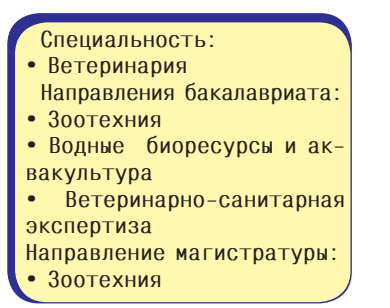 Специальность:
• Ветеринария
Направления бакалавриата:
• Зоотехния
• Водные биоресурсы и ак-
вакультура
• Ветеринарно-санитарная
экспертиза
Направление магистратуры:
• Зоотехния